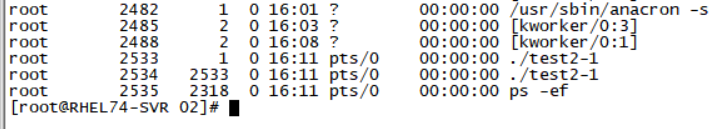 root 2482 1 0 16:01 ? 00:00:00 /usr/sbin/anacron -s
root 2485 2 0 16:03 ? 00:00:00 [kworker/0:3]
root 2488 2 0 16:08 ? 00:00:00 [kworker/0:1]
root 2533 1 0 16:11 pts/0 00:00:00 ./test2-1
root 2534 2533 0 16:11 pts/0 00:00:00 ./test2-1
root 2535 2318 0 16:11 pts/0 00:00:00 ps -ef
[root@RHEL74-SVR 02]#